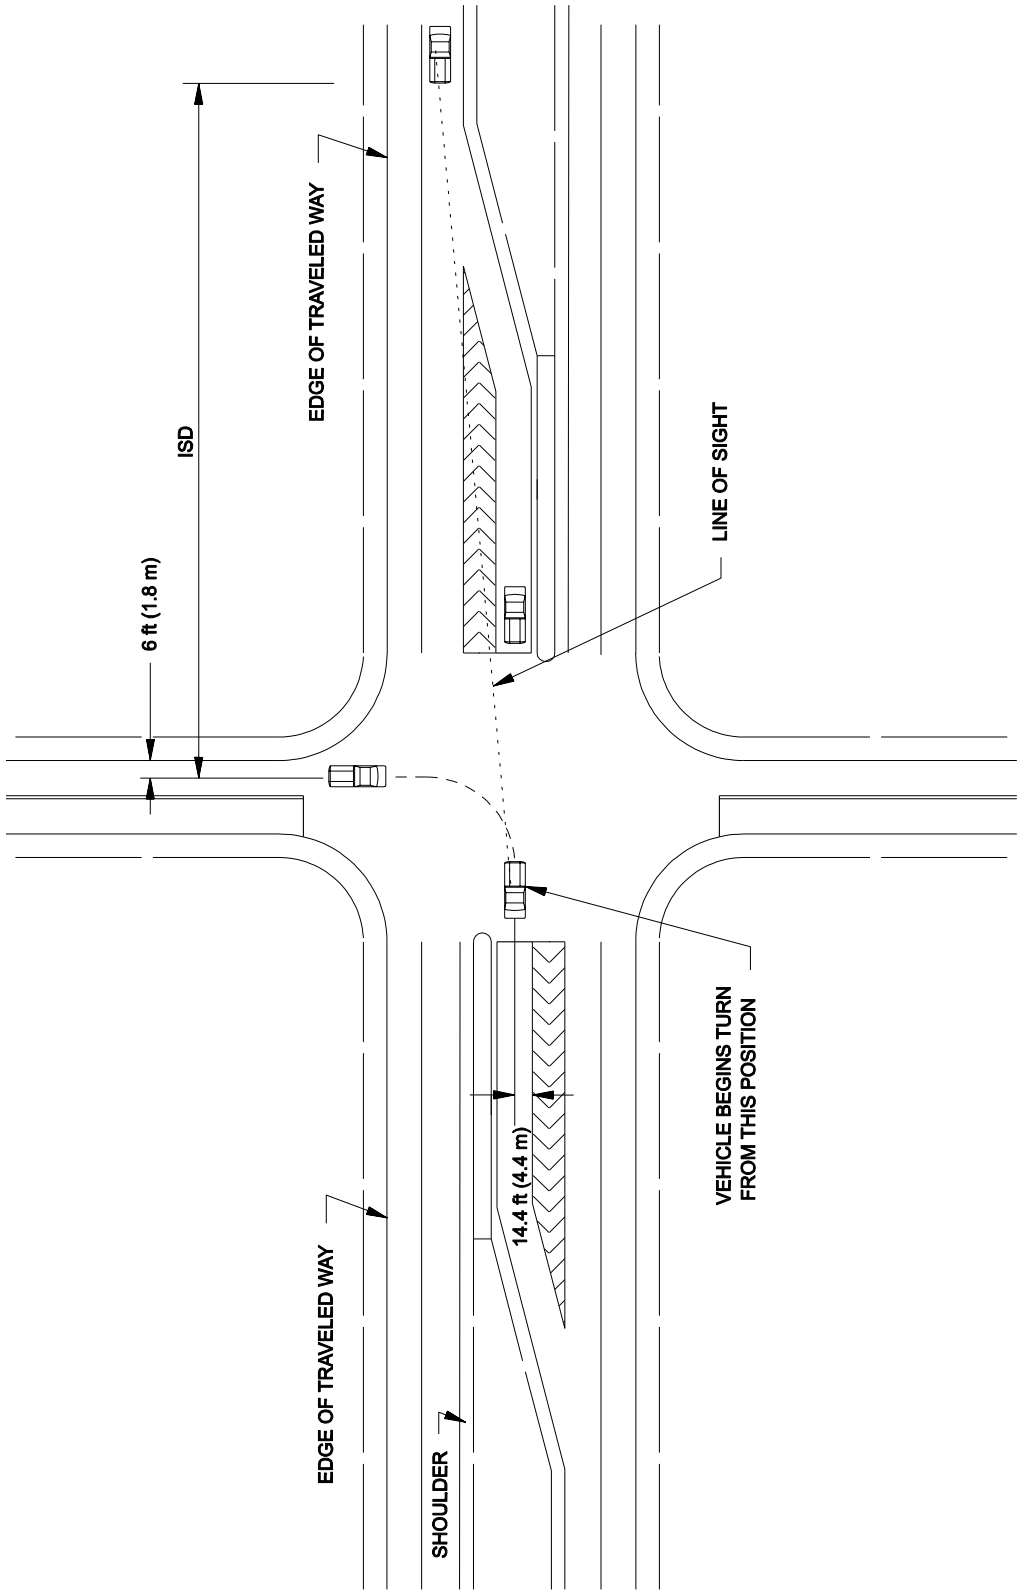 6 ft (1.8 m)
ISD
EDGE OF TRAVELED WAY
LINE OF SIGHT
14.4 ft (4.4 m)
VEHICLE BEGINS TURN
FROM THIS POSITION
EDGE OF TRAVELED WAY
SHOULDER